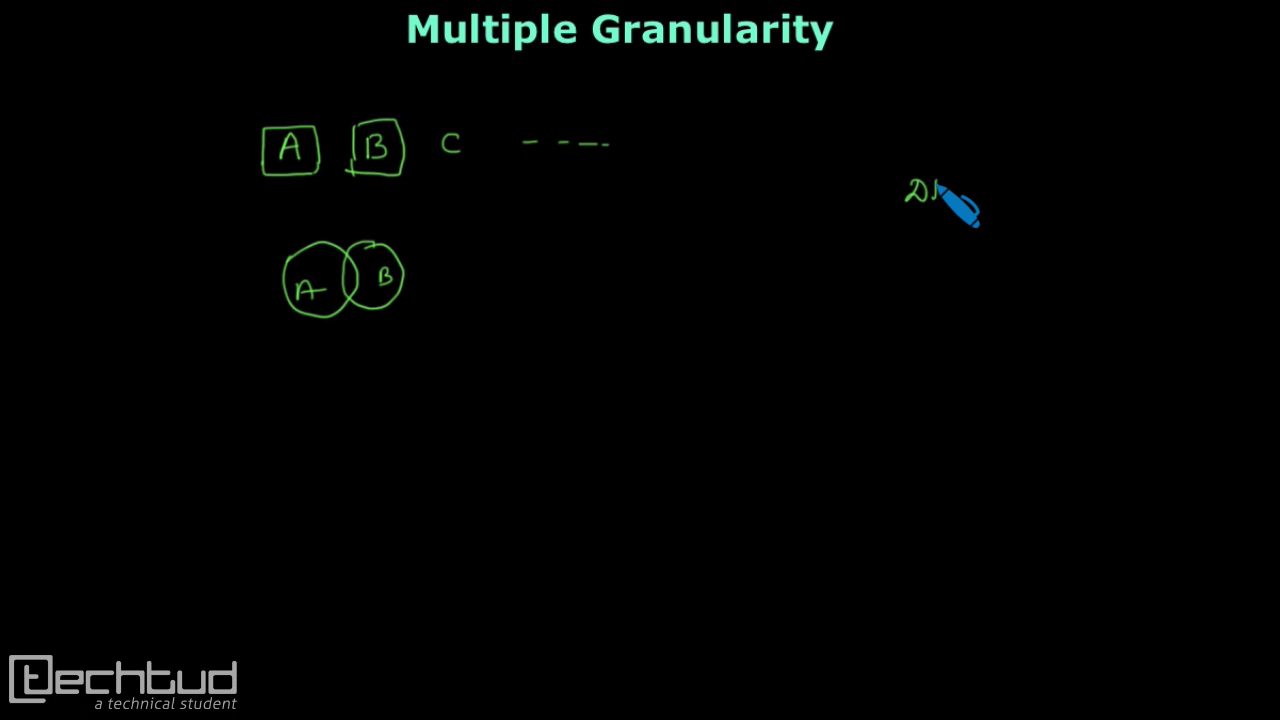 Multiple Granularity
A B C - - - -
A B
techtud
a technical student